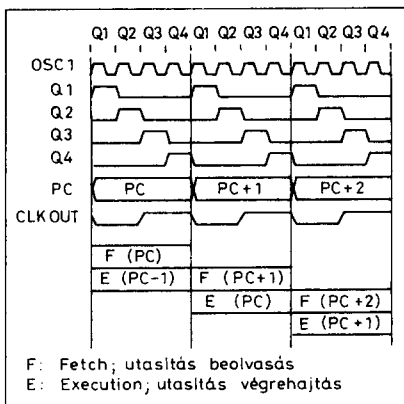 Q1 Q2 Q3 Q4 Q1 Q2 Q3 Q4 Q1 Q2 Q3 Q4
OSC1
Q1
Q2
Q3
Q4
PC PC PC+1 PC+2
CLKOUT
F (PC)
E (PC-1) F (PC+1)
E (PC) F (PC+2)
E (PC+1)
F: Fetch; utasítás beolvasás
E: Execution; utasítás végrehajtás